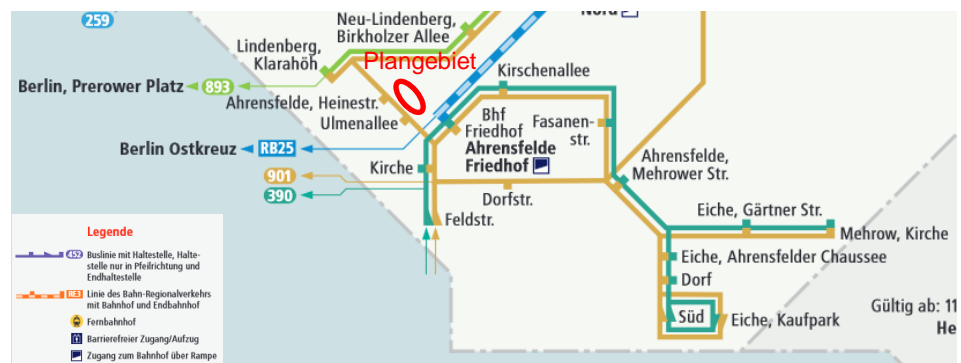 259
Neu-Lindenberg,
Birkholzer Allee
Nord
Lindenberg,
Klarahöh
Plangebiet
Berlin, Prerower Platz
893
Kirschenallee
Ahrensfelde, Heinestr.
Ulmenallee
Bhf
Friedhof
Fasanen-
str.
Berlin Ostkreuz
RB25
Ahrensfelde
Friedhof
Ahrensfelde,
Mehrower Str.
Kirche
901
390
Dorfstr.
Feldstr.
Eiche, Gärtner Str.
Mehrow, Kirche
Eiche, Ahrensfelder Chaussee
Dorf
Süd
Eiche, Kaufpark
Gültig ab: 11
He
Legende
452
Buslinie mit Haltestelle, Halte-
stelle nur in Pfeilrichtung und
Endhaltestelle
RE3
Linie des Bahn-Regionalverkehrs
mit Bahnhof und Endbahnhof
Fernbahnhof
Barrierefreier Zugang/Aufzug
Zugang zum Bahnhof über Rampe